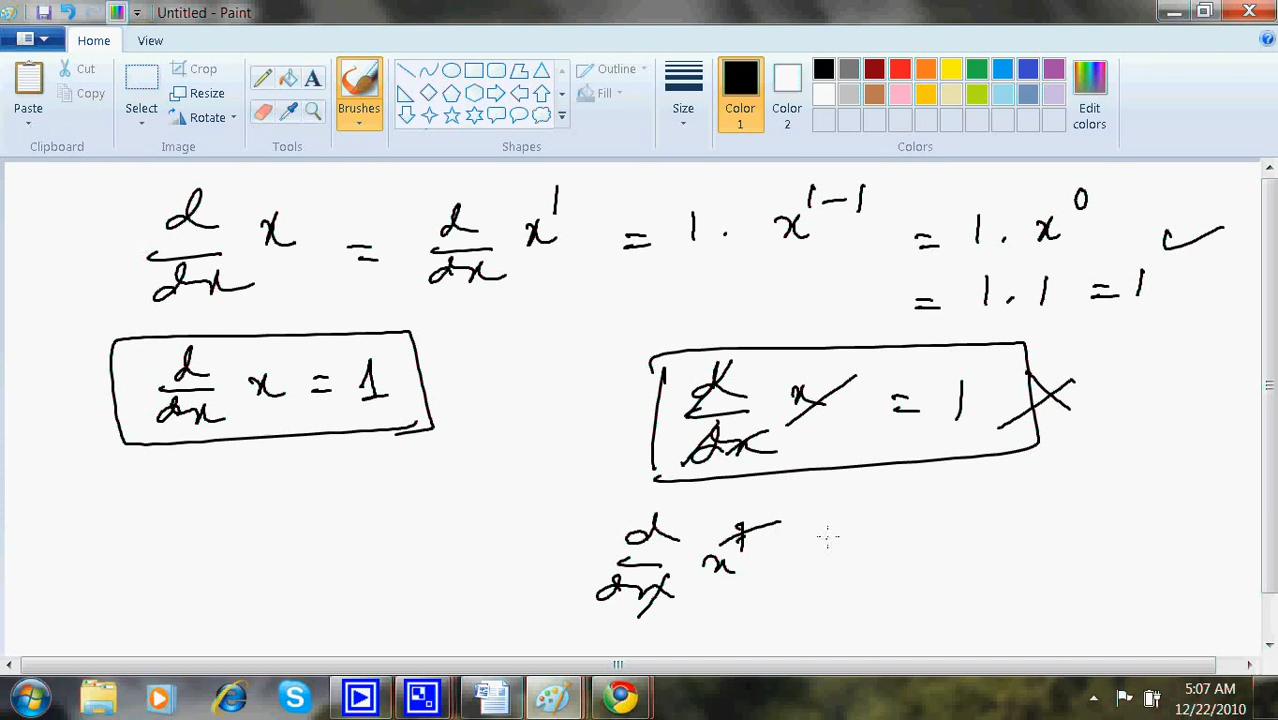 Untitled - Paint
Home View
Paste Cut Copy Select Crop Resize Rotate Brushes Outline Fill Size Color 1 Color 2 Edit colors
Clipboard Image Tools Shapes Colors
d/dx x = d/dx x^1 = 1 . x^(1-1) = 1 . x^0
= 1 . 1 = 1
d/dx x = 1
d/dx x = 1
d/dx x
5:07 AM
12/22/2010